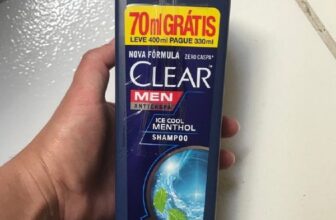 70ml GRÁTIS
LEVE 400ml PAGUE 330ml
NOVA FÓRMULA ZERO CASPA*
CLEAR
MEN
ANTICASPA
ICE COOL
MENTHOL
SHAMPOO